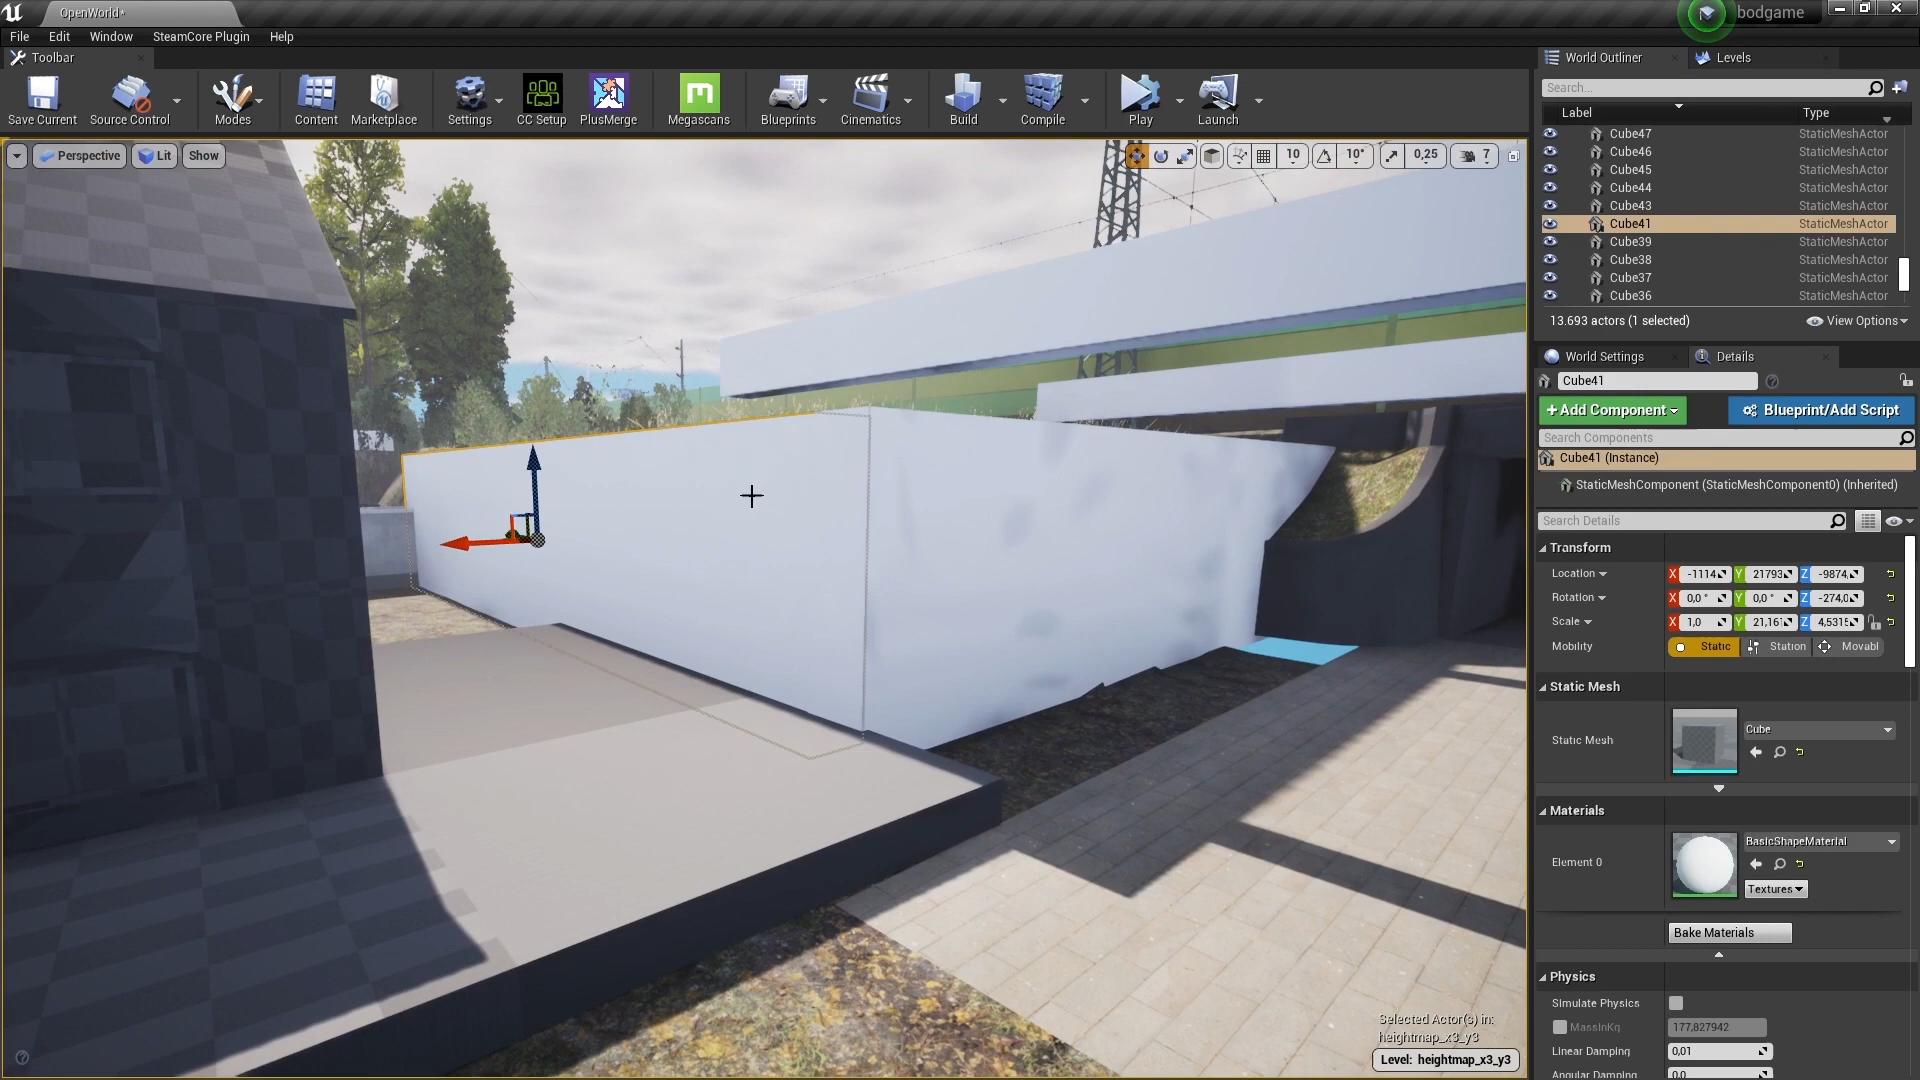 OpenWorld*
bodgame
File Edit Window SteamCore Plugin Help
Toolbar
Save Current Source Control Modes Content Marketplace Settings CC Setup PlusMerge Megascans Blueprints Cinematics Build Compile Play Launch
Perspective Lit Show
10 10° 0,25 7
World Outliner Levels
Search...
Label Type
Cube47 StaticMeshActor
Cube46 StaticMeshActor
Cube45 StaticMeshActor
Cube44 StaticMeshActor
Cube43 StaticMeshActor
Cube41 StaticMeshActor
Cube39 StaticMeshActor
Cube38 StaticMeshActor
Cube37 StaticMeshActor
Cube36 StaticMeshActor
13.693 actors (1 selected) View Options
World Settings Details
Cube41
+Add Component Blueprint/Add Script
Search Components
Cube41 (Instance)
StaticMeshComponent (StaticMeshComponent0) (Inherited)
Search Details
Transform
Location X -1114 Y 21793 Z -9874,
Rotation X 0,0 ° Y 0,0 ° Z -274,0
Scale X 1,0 Y 21,161 Z 4,5315
Mobility Static Station Movabl
Static Mesh
Static Mesh Cube
Materials
Element 0 BasicShapeMaterial
Textures
Bake Materials
Physics
Simulate Physics
MassInKg 177,827942
Linear Damping 0,01
Angular Damping 0,0
Selected Actor(s) in:
heightmap_x3_y3
Level: heightmap_x3_y3